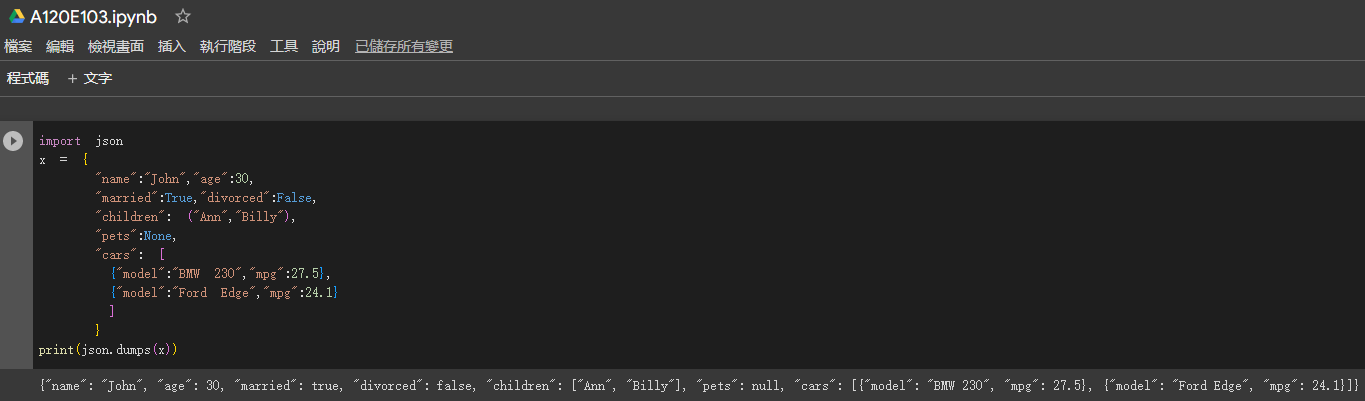 A120E103.ipynb
檔案 編輯 檢視畫面 插入 執行階段 工具 說明 已儲存所有變更
程式碼 + 文字
import json
x = {
"name":"John","age":30,
"married":True,"divorced":False,
"children": ("Ann","Billy"),
"pets":None,
"cars": [
{"model":"BMW 230","mpg":27.5},
{"model":"Ford Edge","mpg":24.1}
]
}
print(json.dumps(x))
{"name": "John", "age": 30, "married": true, "divorced": false, "children": ["Ann", "Billy"], "pets": null, "cars": [{"model": "BMW 230", "mpg": 27.5}, {"model": "Ford Edge", "mpg": 24.1}]}